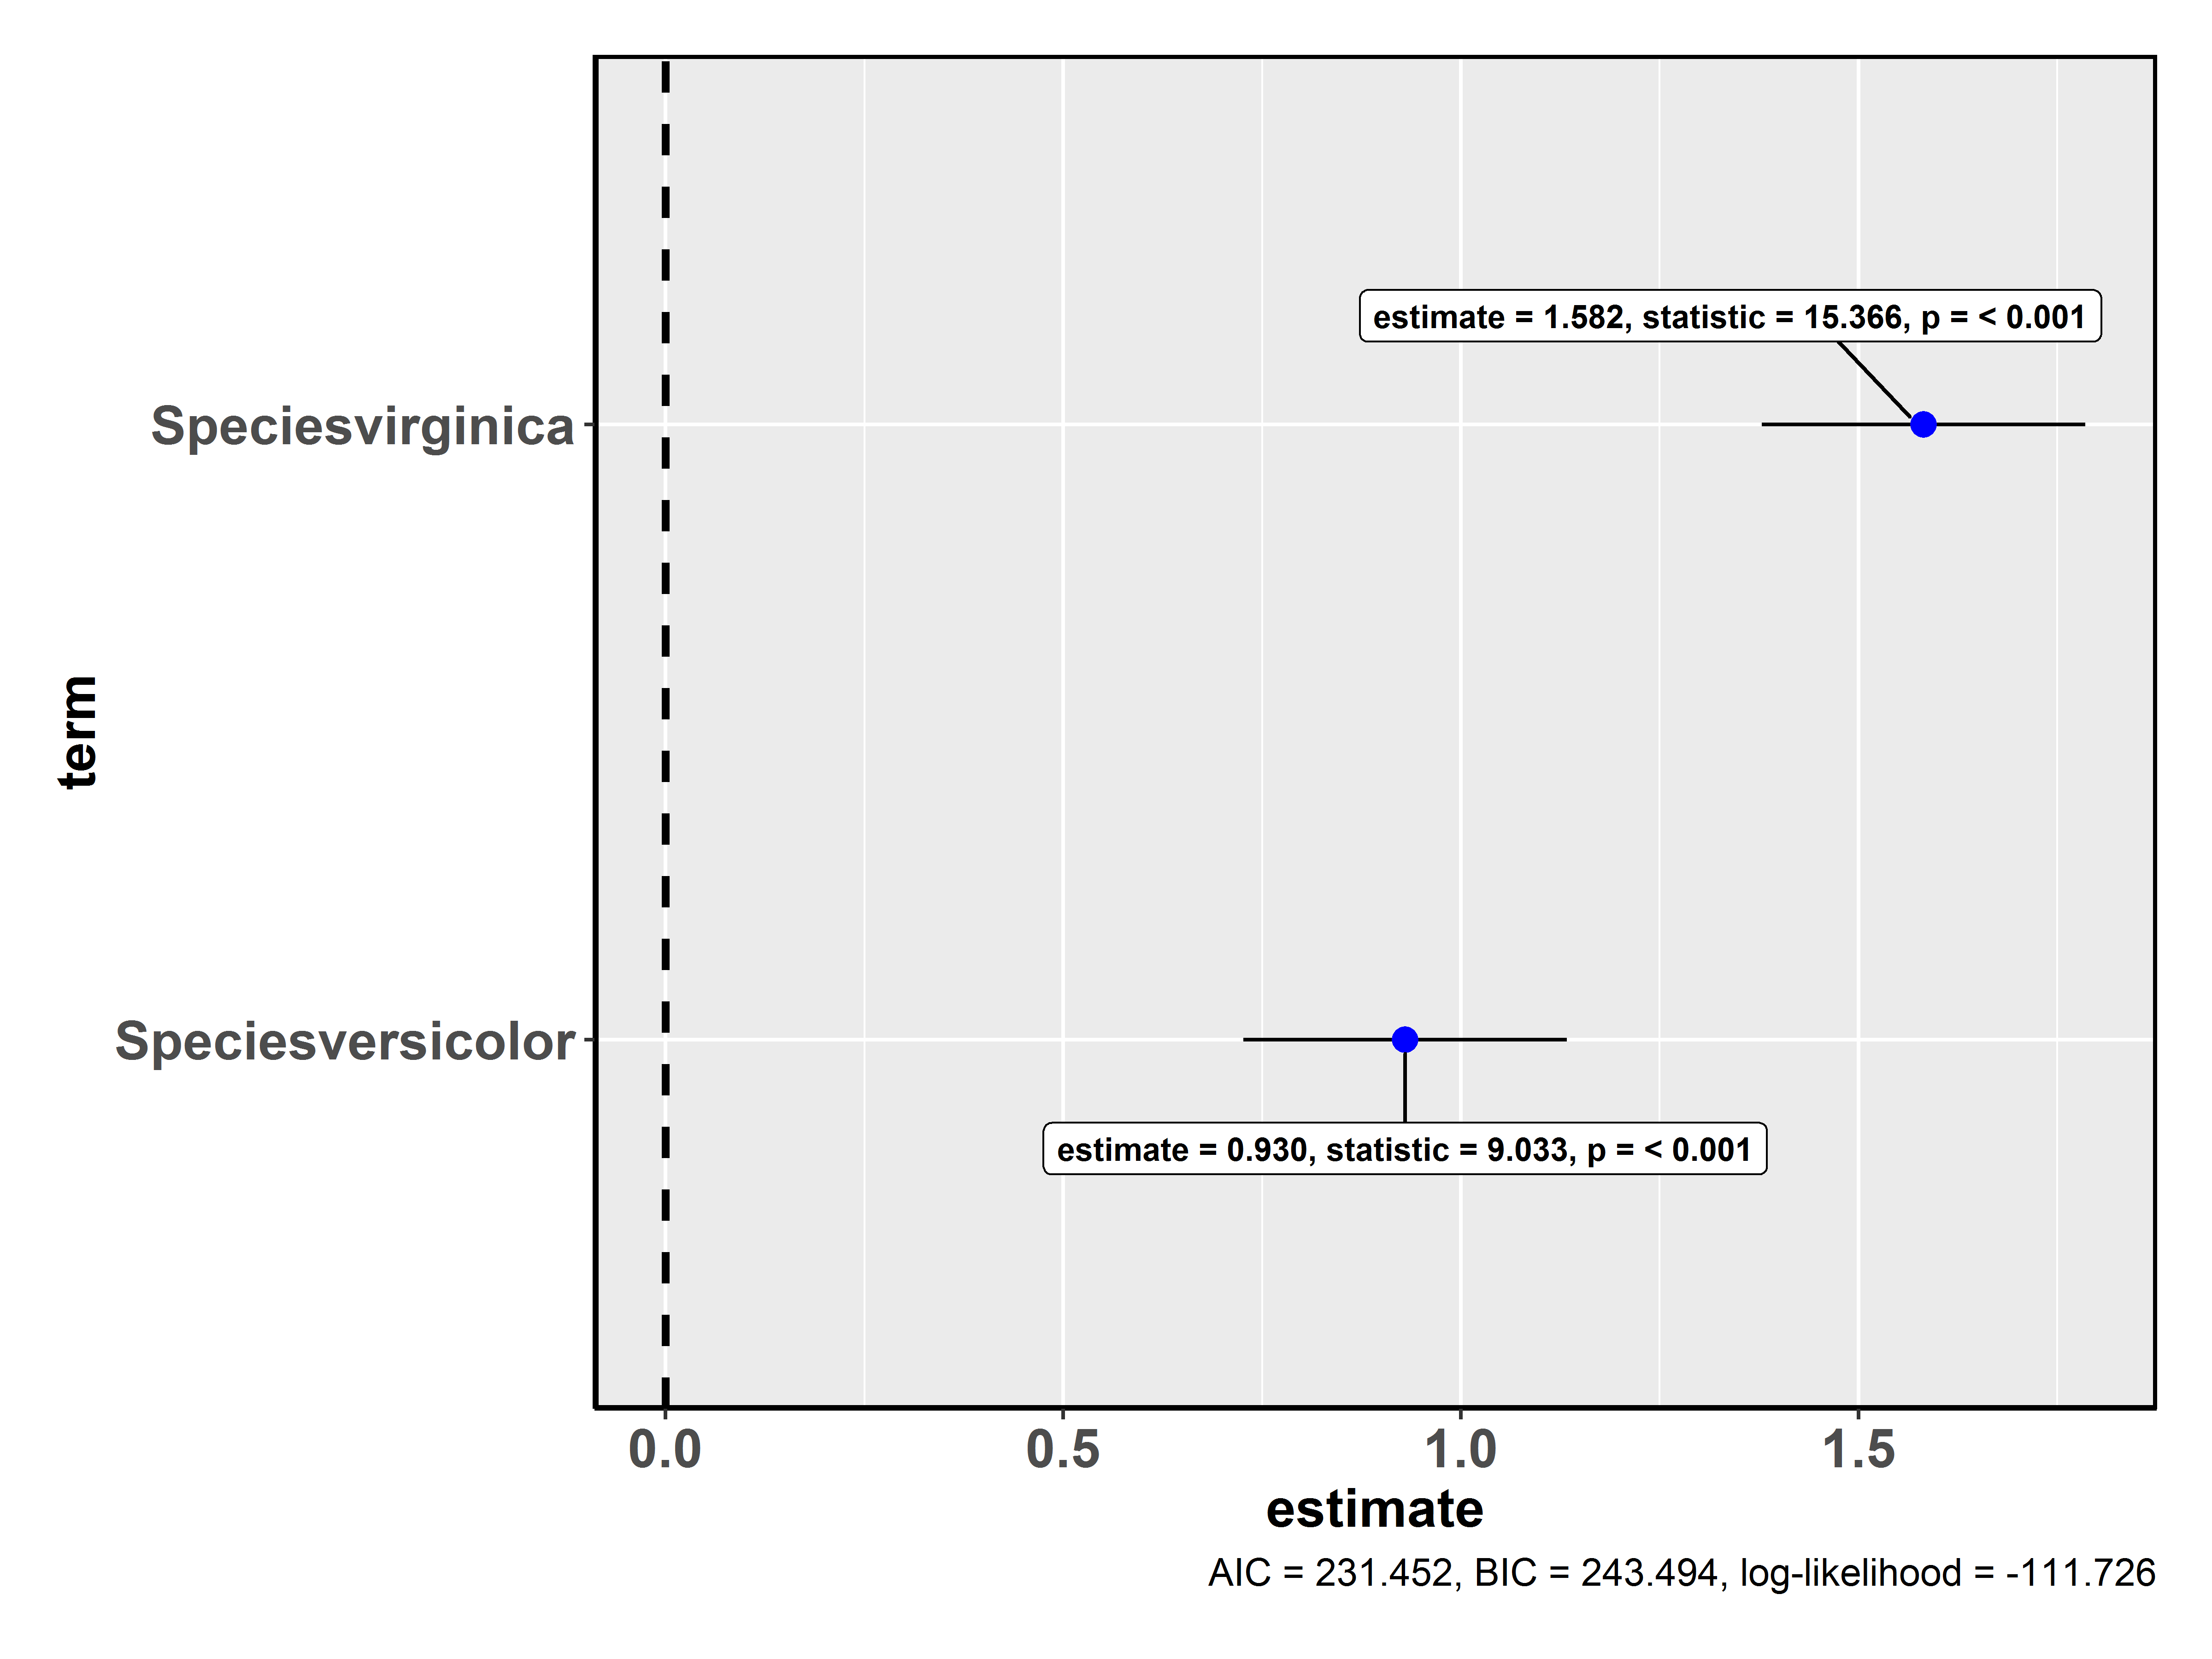 estimate = 1.582, statistic = 15.366, p = < 0.001
Speciesvirginica
term
Speciesversicolor
estimate = 0.930, statistic = 9.033, p = < 0.001
0.0 0.5 1.0 1.5
estimate
AIC = 231.452, BIC = 243.494, log-likelihood = -111.726